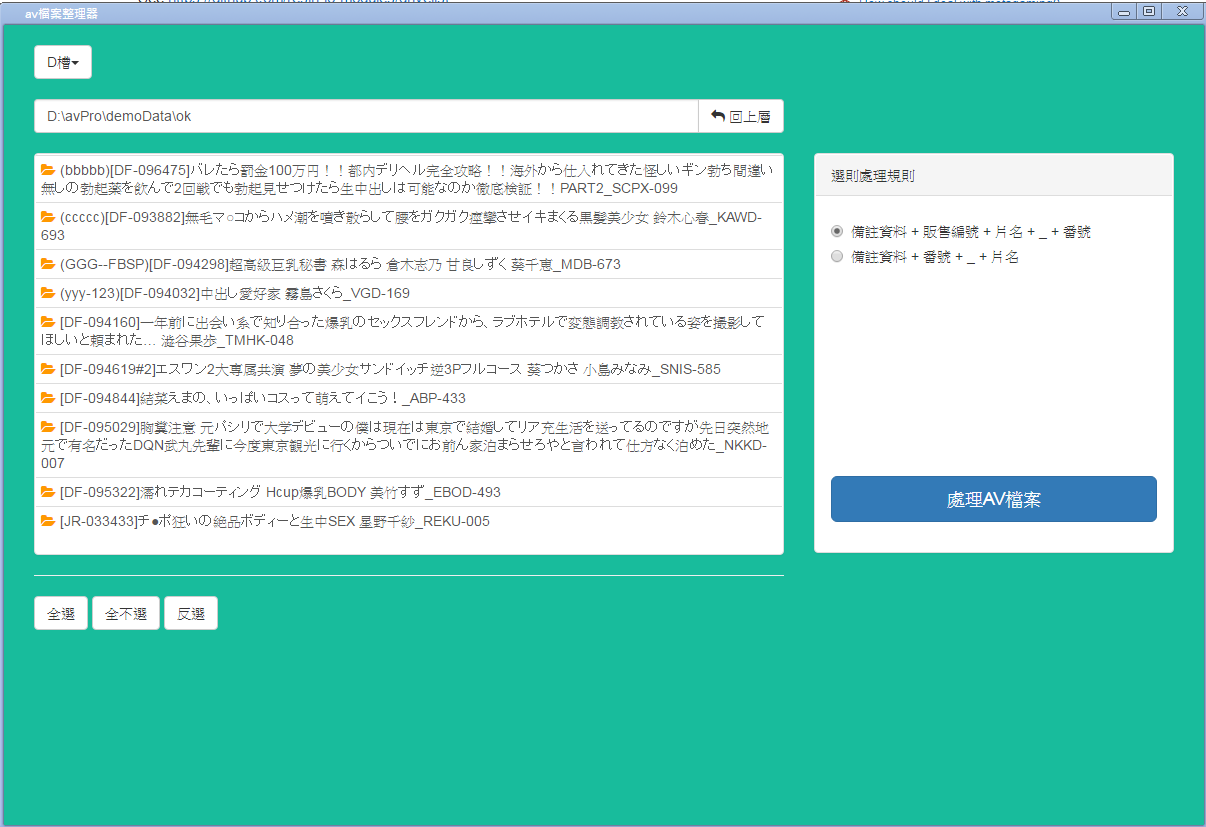 av檔案整理器
D槽
D:\avPro\demoData\ok
回上層
(bbbbb)[DF-096475]バレたら罰金100万円！！都内デリヘル完全攻略！！海外から仕入れてきた怪しいギン勃ち間違い
無しの勃起薬を飲んで2回戦でも勃起見せつけたら生中出しは可能なのか徹底検証！！PART2_SCPX-099
(ccccc)[DF-093882]無毛マ○コからハメ潮を噴き散らして腰をガクガク痙攣させイキまくる黒髪美少女 鈴木心春_KAWD-
693
(GGG--FBSP)[DF-094298]超高級巨乳秘書 森はるら 倉木志乃 甘良しずく 葵千恵_MDB-673
(yyy-123)[DF-094032]中出し愛好家 霧島さくら_VGD-169
[DF-094160]一年前に出会い系で知り合った爆乳のセックスフレンドから、ラブホテルで変態調教されている姿を撮影して
ほしいと頼まれた… 澁谷果歩_TMHK-048
[DF-094619#2]エスワン2大専属共演 夢の美少女サンドイッチ逆3Pフルコース 葵つかさ 小島みなみ_SNIS-585
[DF-094844]結菜えまの、いっぱいコスって萌えてイこう！_ABP-433
[DF-095029]胸糞注意 元パシリで大学デビューの僕は現在は東京で結婚してリア充生活を送ってるのですが先日突然地
元で有名だったDQN武丸先輩に今度東京観光に行くからついでにお前ん家泊まらせろやと言われて仕方なく泊めた_NKKD-
007
[DF-095322]濡れテカコーティング Hcup爆乳BODY 美竹すず_EBOD-493
[JR-033433]チ●ポ狂いの絶品ボディーと生中SEX 星野千紗_REKU-005
選則處理規則
備註資料 + 販售編號 + 片名 + _ + 番號
備註資料 + 番號 + _ + 片名
處理AV檔案
全選
全不選
反選